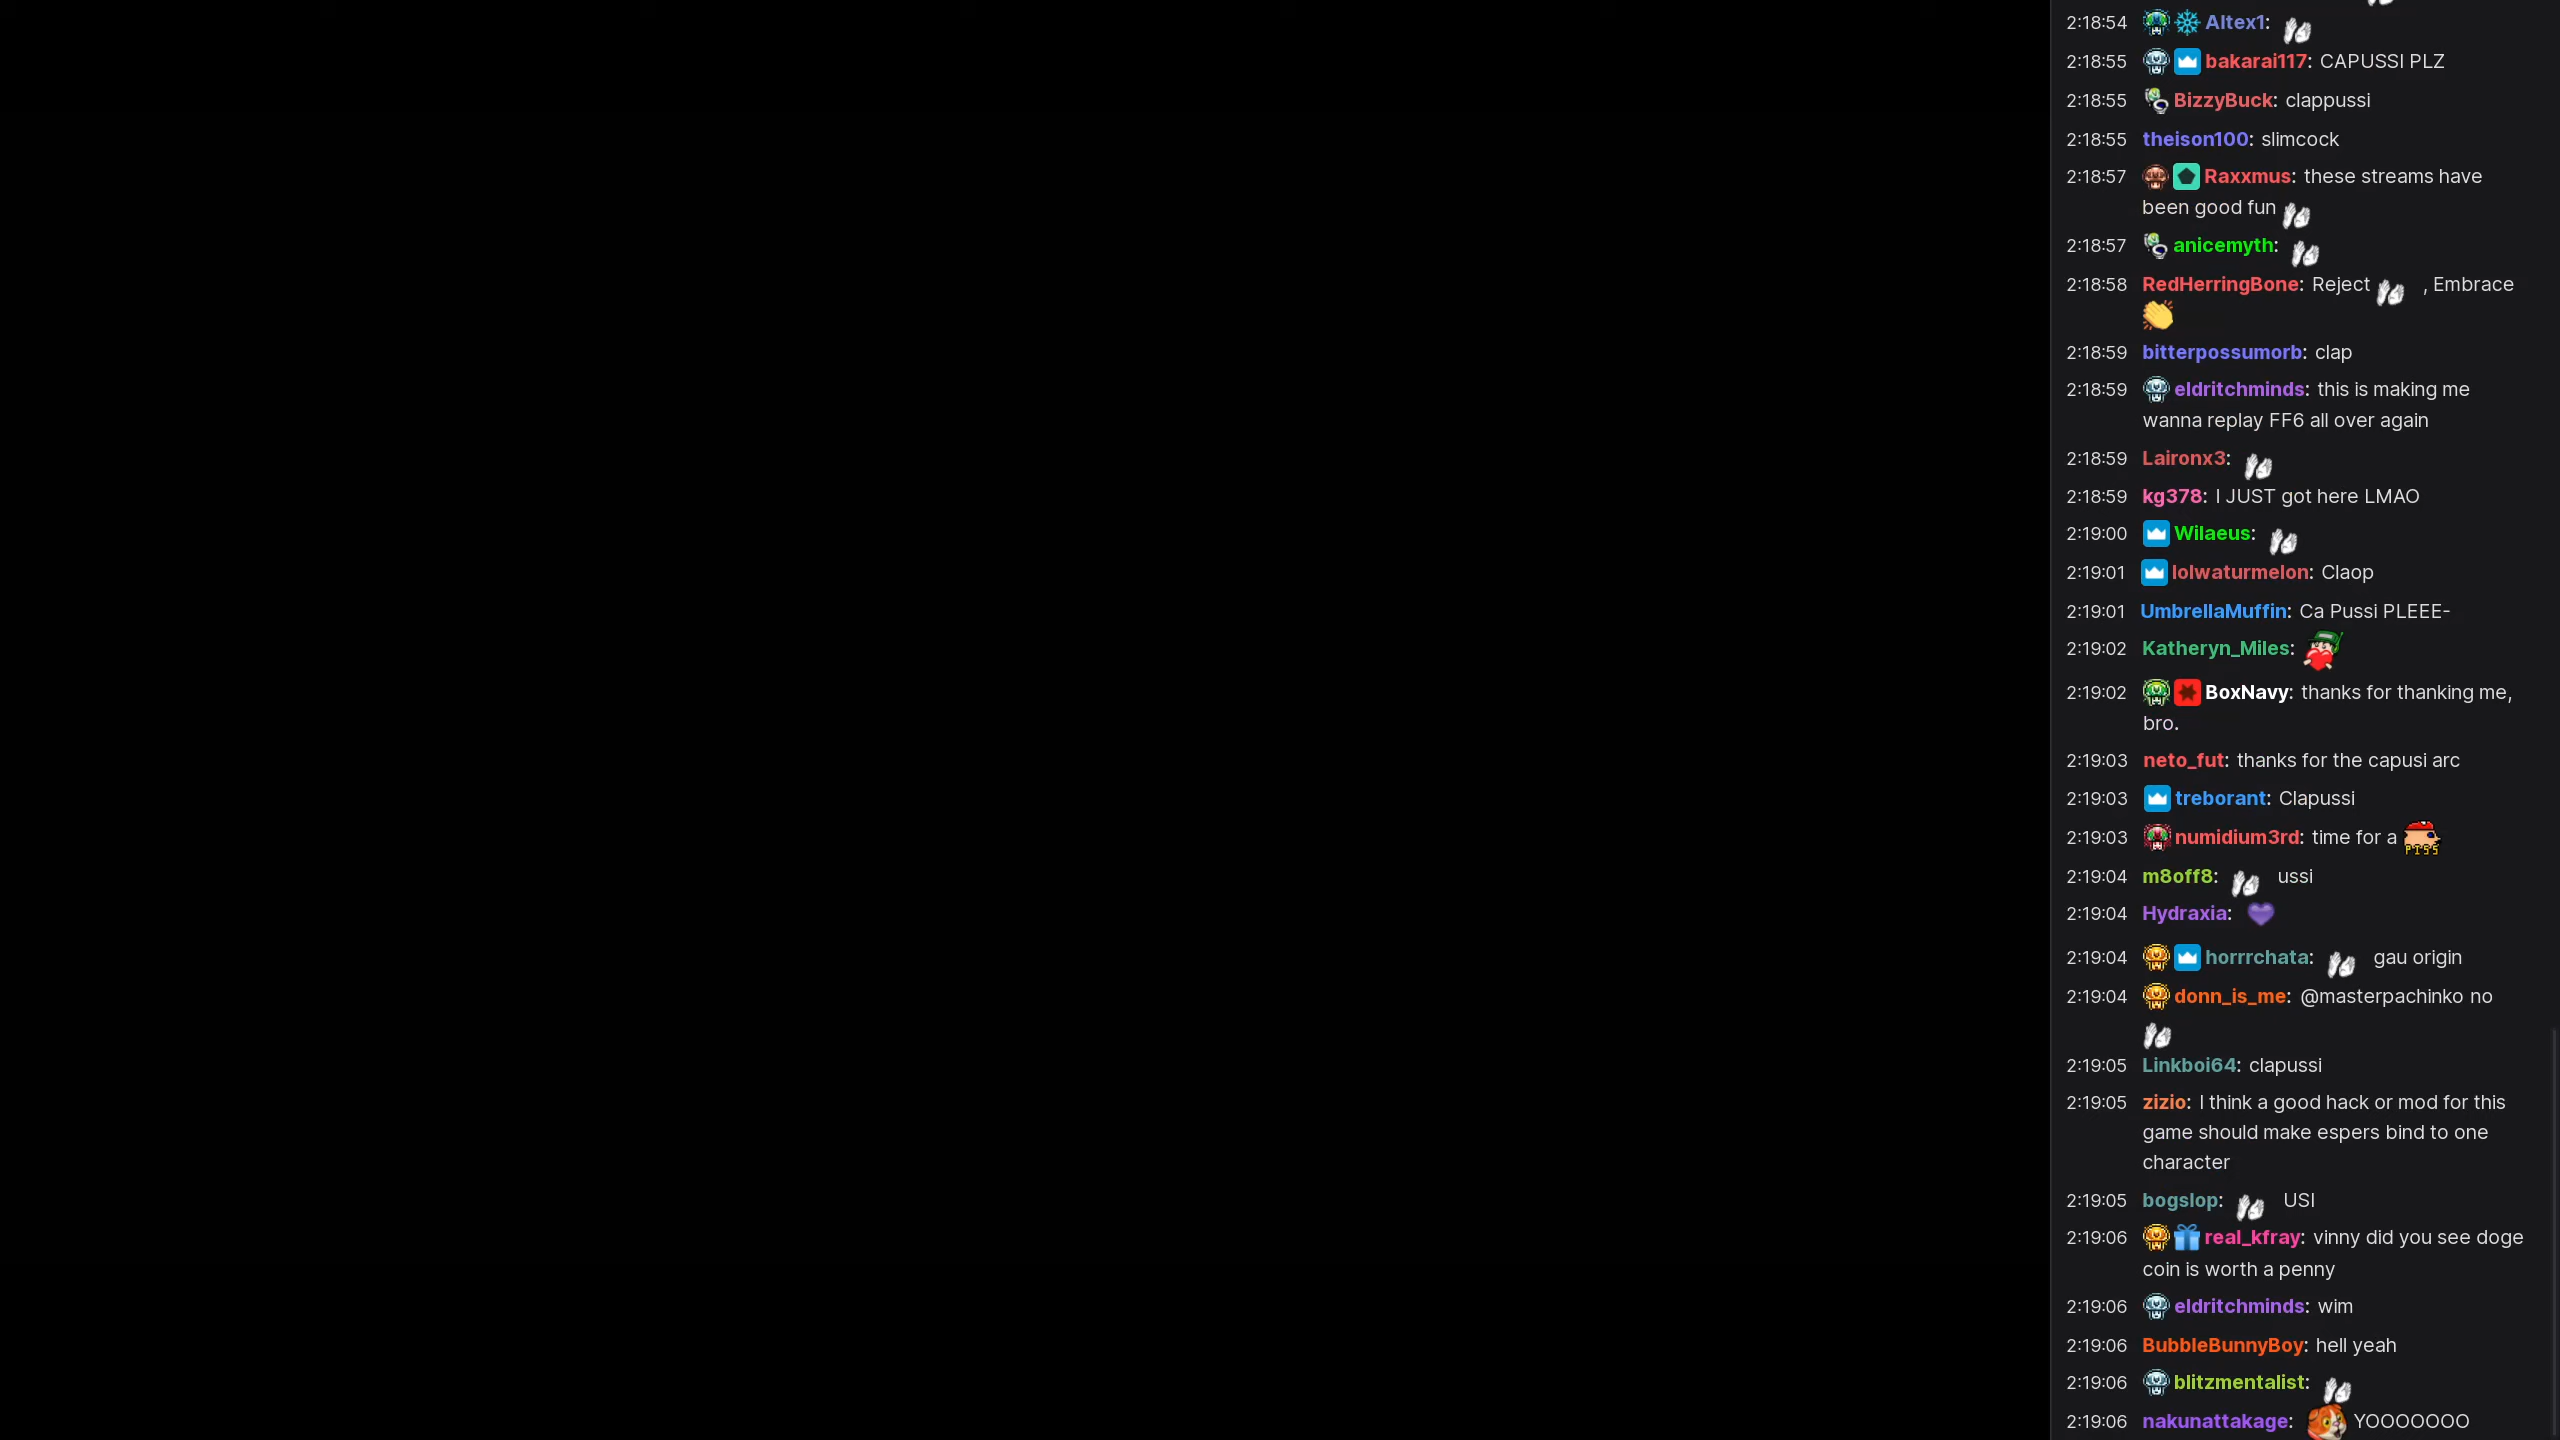 2:18:54 Altex1:
2:18:55 bakarai117: CAPUSSI PLZ
2:18:55 BizzyBuck: clappussi
2:18:55 theison100: slimcock
2:18:57 Raxxmus: these streams have
been good fun
2:18:57 anicemyth:
2:18:58 RedHerringBone: Reject , Embrace
2:18:59 bitterpossumorb: clap
2:18:59 eldritchminds: this is making me
wanna replay FF6 all over again
2:18:59 Laironx3:
2:18:59 kg378: I JUST got here LMAO
2:19:00 Wilaeus:
2:19:01 lolwaturmelon: Claop
2:19:01 UmbrellaMuffin: Ca Pussi PLEEE-
2:19:02 Katheryn_Miles:
2:19:02 BoxNavy: thanks for thanking me,
bro.
2:19:03 neto_fut: thanks for the capusi arc
2:19:03 treborant: Clapussi
2:19:03 numidium3rd: time for a PISS
2:19:04 m8off8: ussi
2:19:04 Hydraxia:
2:19:04 horrrchata: gau origin
2:19:04 donn_is_me: @masterpachinko no
2:19:05 Linkboi64: clapussi
2:19:05 zizio: I think a good hack or mod for this
game should make espers bind to one
character
2:19:05 bogslop: USI
2:19:06 real_kfray: vinny did you see doge
coin is worth a penny
2:19:06 eldritchminds: wim
2:19:06 BubbleBunnyBoy: hell yeah
2:19:06 blitzmentalist:
2:19:06 nakunattakage: YOOOOOOO